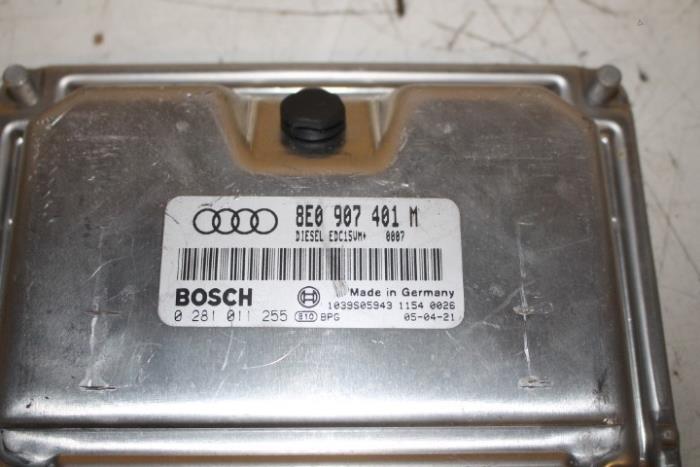 8E0 907 401 M
DIESEL EDC15VM+ 0007
BOSCH Made in Germany
1039S05943 1154 0026
0 281 011 255 e10 BPG 05-04-21